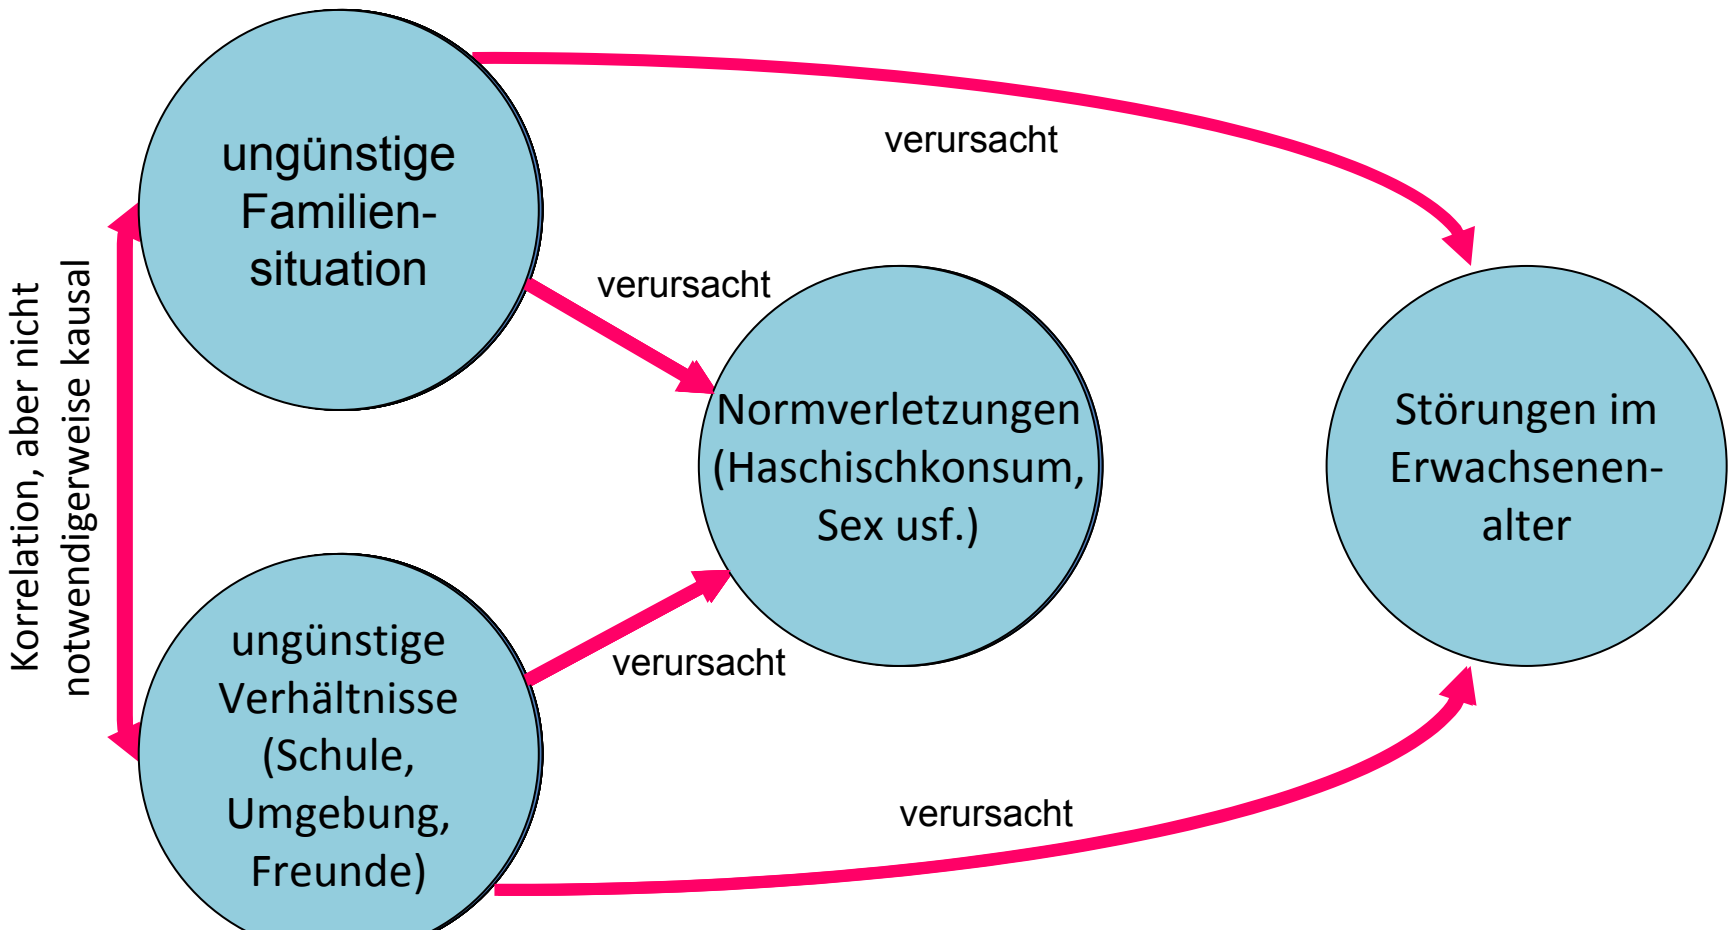 ungünstige
Familien-
situation
verursacht
verursacht
Korrelation, aber nicht
notwendigerweise kausal
Normverletzungen
(Haschischkonsum,
Sex usf.)
Störungen im
Erwachsenen-
alter
ungünstige
Verhältnisse
(Schule,
Umgebung,
Freunde)
verursacht
verursacht